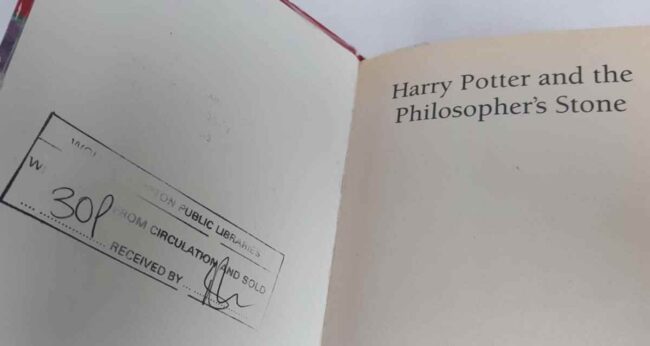 PUBLIC LIBRARIES
30p FROM CIRCULATION AND SOLD
RECEIVED BY
Harry Potter and the
Philosopher's Stone